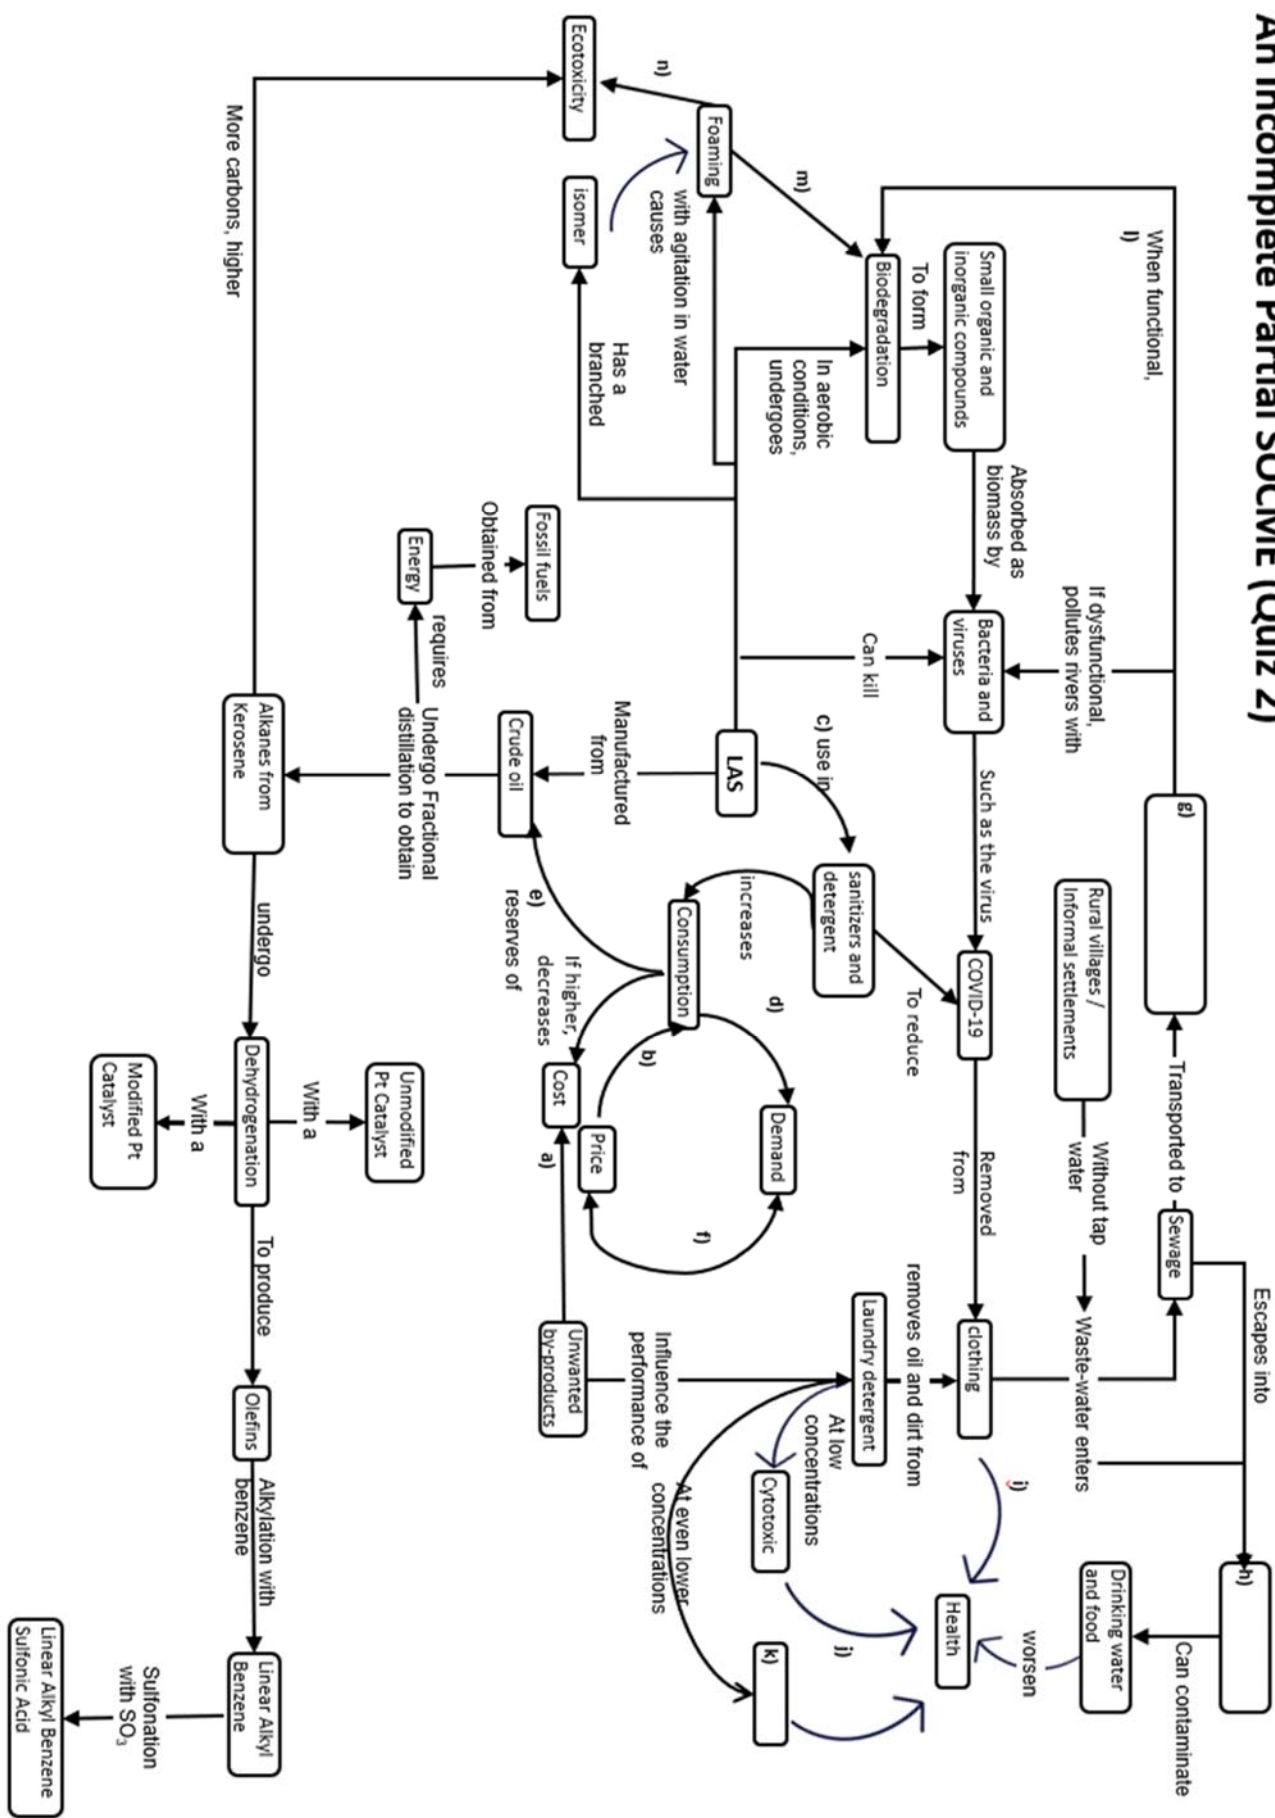 An Incomplete Partial SOCME (Quiz 2)
When functional,
l)
If dysfunctional,
pollutes rivers with
g)
Transported to
Sewage
Escapes into
h)
Can contaminate
Small organic and
inorganic compounds
Absorbed as
biomass by
Bacteria and
viruses
Such as the virus
Rural villages /
Informal settlements
Without tap
water
Waste-water enters
Drinking water
and food
worsen
To form
Biodegradation
m)
In aerobic
conditions,
undergoes
Can kill
COVID-19
Removed
from
clothing
i)
Health
c) use in
sanitizers and
detergent
To reduce
removes oil and dirt from
Laundry detergent
At low
concentrations
Cytotoxic
j)
k)
Foaming
n)
with agitation in water
causes
LAS
increases
Consumption
d)
Demand
f)
b)
Influence the
performance of
At even lower
concentrations
Ecotoxicity
isomer
Has a
branched
Manufactured
from
Crude oil
e)
reserves of
If higher,
decreases
Cost
Price
a)
Unwanted
by-products
Fossil fuels
Obtained from
Energy
requires
Undergo Fractional
distillation to obtain
Unmodified
Pt Catalyst
With a
More carbons, higher
Alkanes from
Kerosene
undergo
Dehydrogenation
To produce
Olefins
Alkylation with
benzene
Linear Alkyl
Benzene
With a
Modified Pt
Catalyst
Sulfonation
with SO₃
Linear Alkyl Benzene
Sulfonic Acid